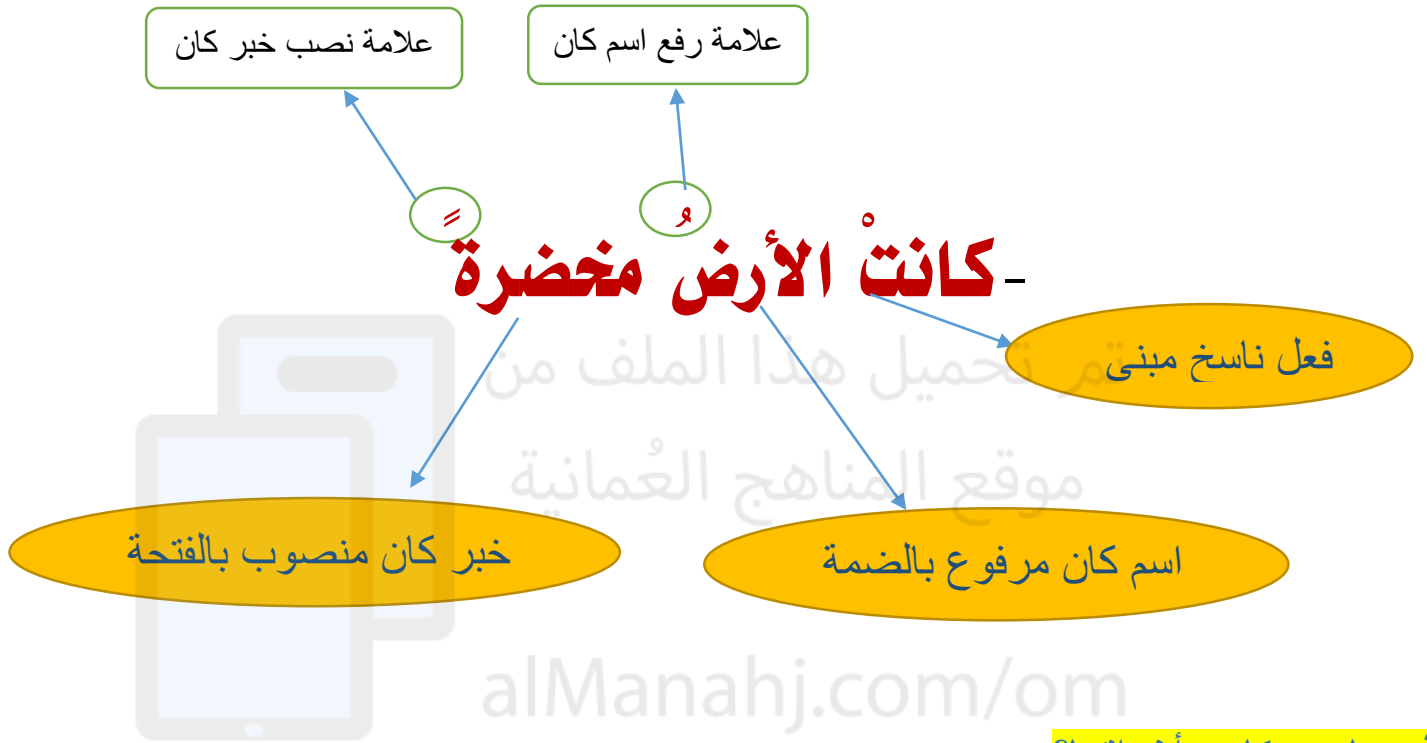 علامة رفع اسم كان
علامة نصب خبر كان
-كانتْ الأرضُ مخضرةً
فعل ناسخ مبنى
تم تحميل هذا الملف من
موقع المناهج العُمانية
اسم كان مرفوع بالضمة
خبر كان منصوب بالفتحة
alManahj.com/om